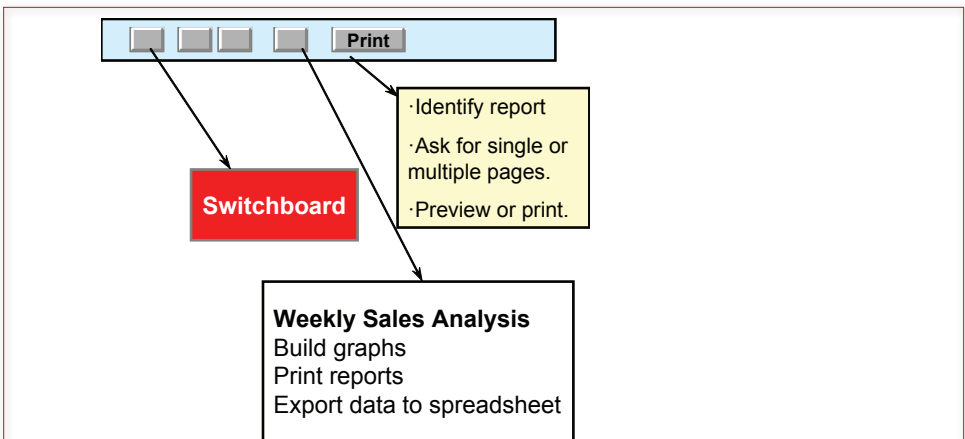 Print
·Identify report
·Ask for single or
multiple pages.
·Preview or print.
Switchboard
Weekly Sales Analysis
Build graphs
Print reports
Export data to spreadsheet